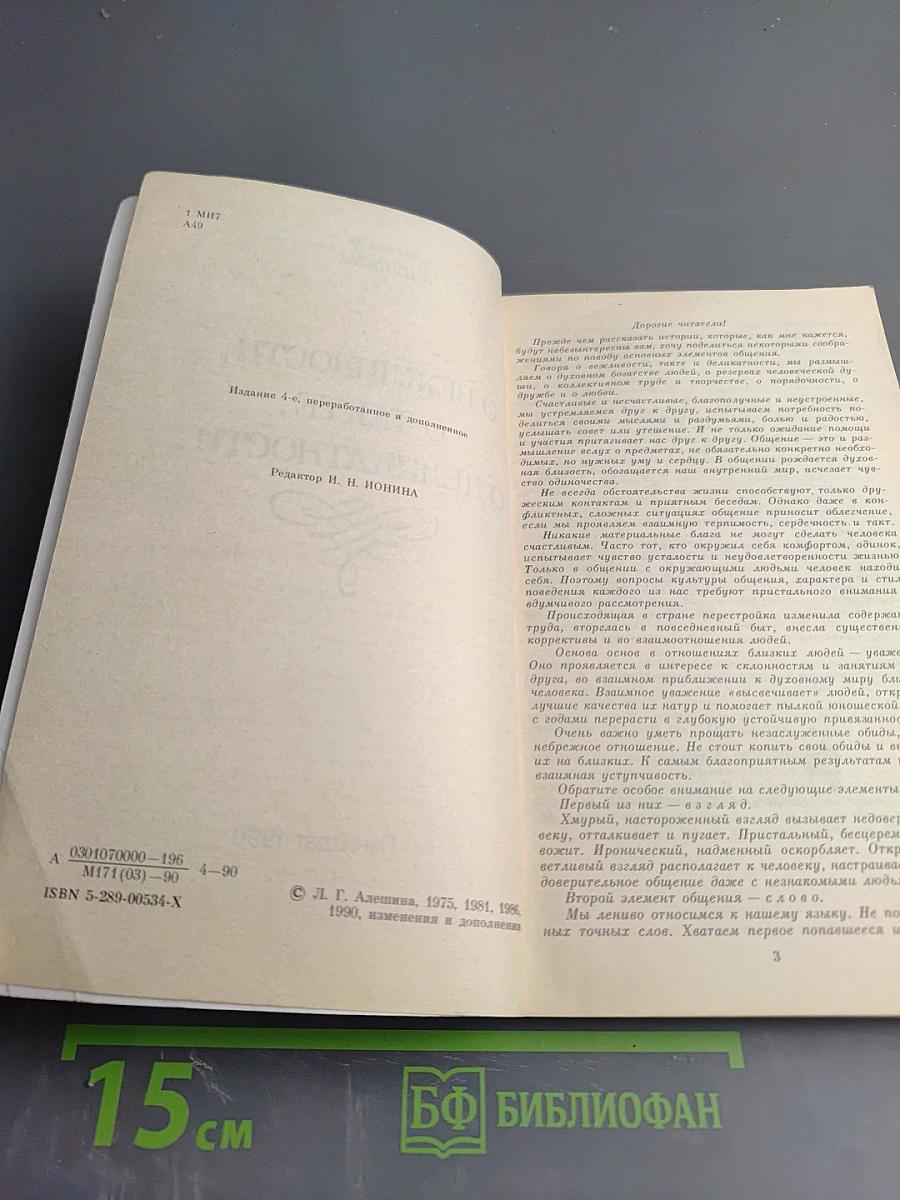 1 МИ7
А49
Издание 4-е, переработанное и дополненное
Редактор И. Н. ИОНИНА
А 0301070000—196
М171(03)—90
4—90
ISBN 5-289-00534-X
© Л. Г. Алешина, 1975, 1981, 1986,
1990, изменения и дополнени
Дорогие читатели!
Прежде чем рассказать истории, которые, как мне кажется,
будут небезынтересны вам, хочу поделиться некоторыми сообра-
жениями по поводу основных элементов общения.
Говоря о вежливости, такте и деликатности, мы размыш-
ляем о духовном богатстве людей, о резервах человеческой ду-
ши, о коллективном труде и творчестве, о порядочности, о
дружбе и о любви.
Счастливые и несчастливые, благополучные и неустроенные,
мы устремляемся друг к другу, испытываем потребность по-
делиться своими мыслями и раздумьями, болью и радостью,
услышать совет или утешение. И не только ожидание помощи
и участия притягивает нас друг к другу. Общение — это и раз-
мышление вслух о предметах, не обязательно конкретно необхо-
димых, но нужных уму и сердцу. В общении рождается духов-
ная близость, обогащается наш внутренний мир, исчезает чув-
ство одиночества.
Не всегда обстоятельства жизни способствуют только дру-
жеским контактам и приятным беседам. Однако даже в кон-
фликтных, сложных ситуациях общение приносит облегчение,
если мы проявляем взаимную терпимость, сердечность и такт.
Никакие материальные блага не могут сделать человека
счастливым. Часто тот, кто окружил себя комфортом, одинок,
испытывает чувство усталости и неудовлетворенности жизнью
Только в общении с окружающими людьми человек находи
себя. Поэтому вопросы культуры общения, характера и стил
поведения каждого из нас требуют пристального внимания
вдумчивого рассмотрения.
Происходящая в стране перестройка изменила содержа
труда, вторглась в повседневный быт, внесла существен
коррективы и во взаимоотношения людей.
Основа основ в отношениях близких людей — уваже
Оно проявляется в интересе к склонностям и занятиям
друга, во взаимном приближении к духовному миру бли
человека. Взаимное уважение «высвечивает» людей, откр
лучшие качества их натур и помогает пылкой юношеской
с годами перерасти в глубокую устойчивую привязаннос
Очень важно уметь прощать незаслуженные обиды,
небрежное отношение. Не стоит копить свои обиды и вы
их на близких. К самым благоприятным результатам
взаимная уступчивость.
Обратите особое внимание на следующие элементы
Первый из них — взгляд.
Хмурый, настороженный взгляд вызывает недовер
веку, отталкивает и пугает. Пристальный, бесцерем
вожит. Иронический, надменный оскорбляет. Откр
ветливый взгляд располагает к человеку, настраива
доверительное общение даже с незнакомыми людь
Второй элемент общения — слово.
Мы лениво относимся к нашему языку. Не по
ных точных слов. Хватаем первое попавшееся и
3
15 см
БФ БИБЛИОФАН